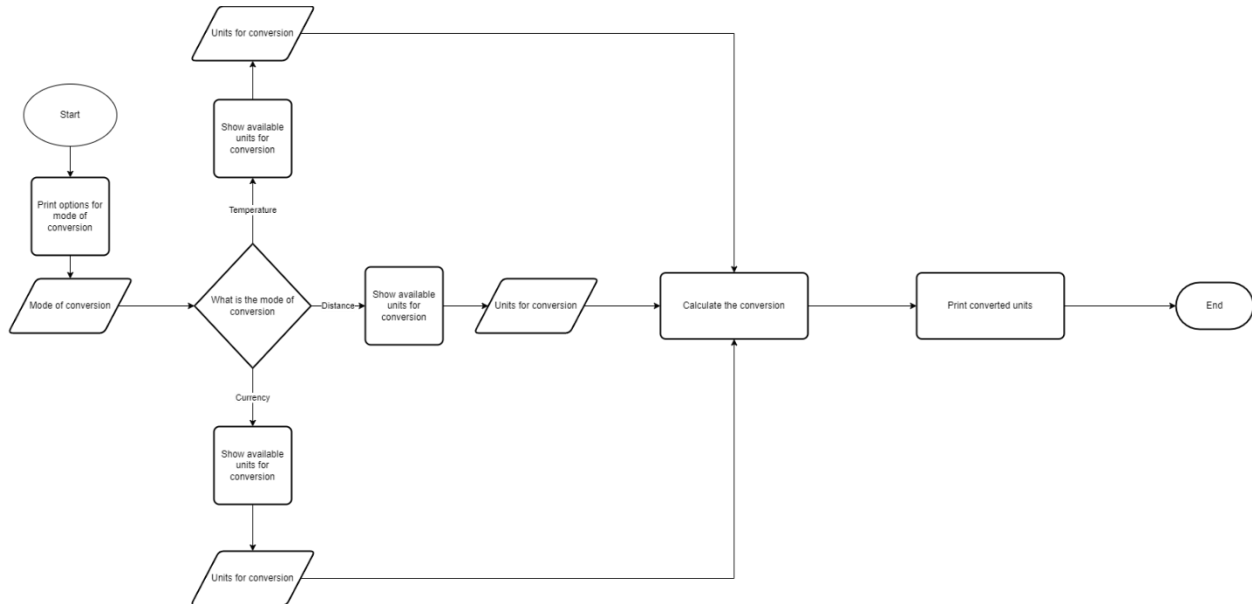 Units for conversion
Start
Show available
units for
conversion
Print options for
mode of
conversion
Temperature
Mode of conversion
What is the mode of
conversion
Distance
Show available
units for
conversion
Units for conversion
Calculate the conversion
Print converted units
End
Currency
Show available
units for
conversion
Units for conversion